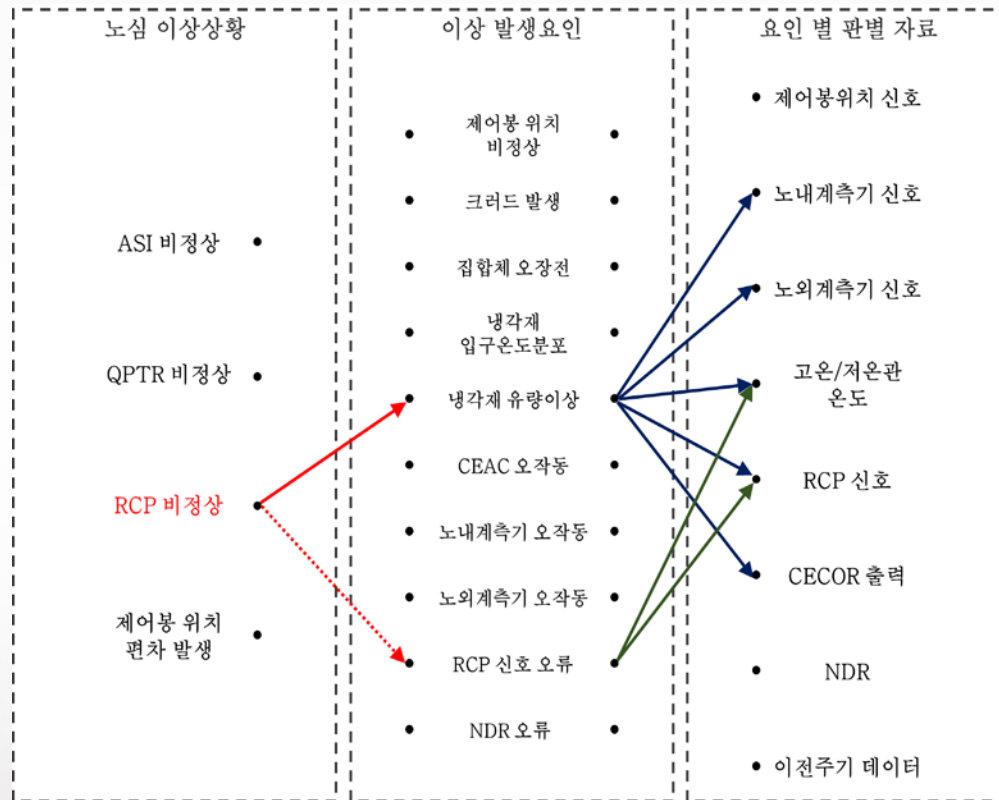 노심 이상상황
ASI 비정상
QPTR 비정상
RCP 비정상
제어봉 위치
편차 발생
이상 발생요인
제어봉 위치
비정상
크러드 발생
집합체 오장전
냉각재
입구온도분포
냉각재 유량이상
CEAC 오작동
노내계측기 오작동
노외계측기 오작동
RCP 신호 오류
NDR 오류
요인 별 판별 자료
제어봉위치 신호
노내계측기 신호
노외계측기 신호
고온/저온관
온도
RCP 신호
CECOR 출력
NDR
이전주기 데이터